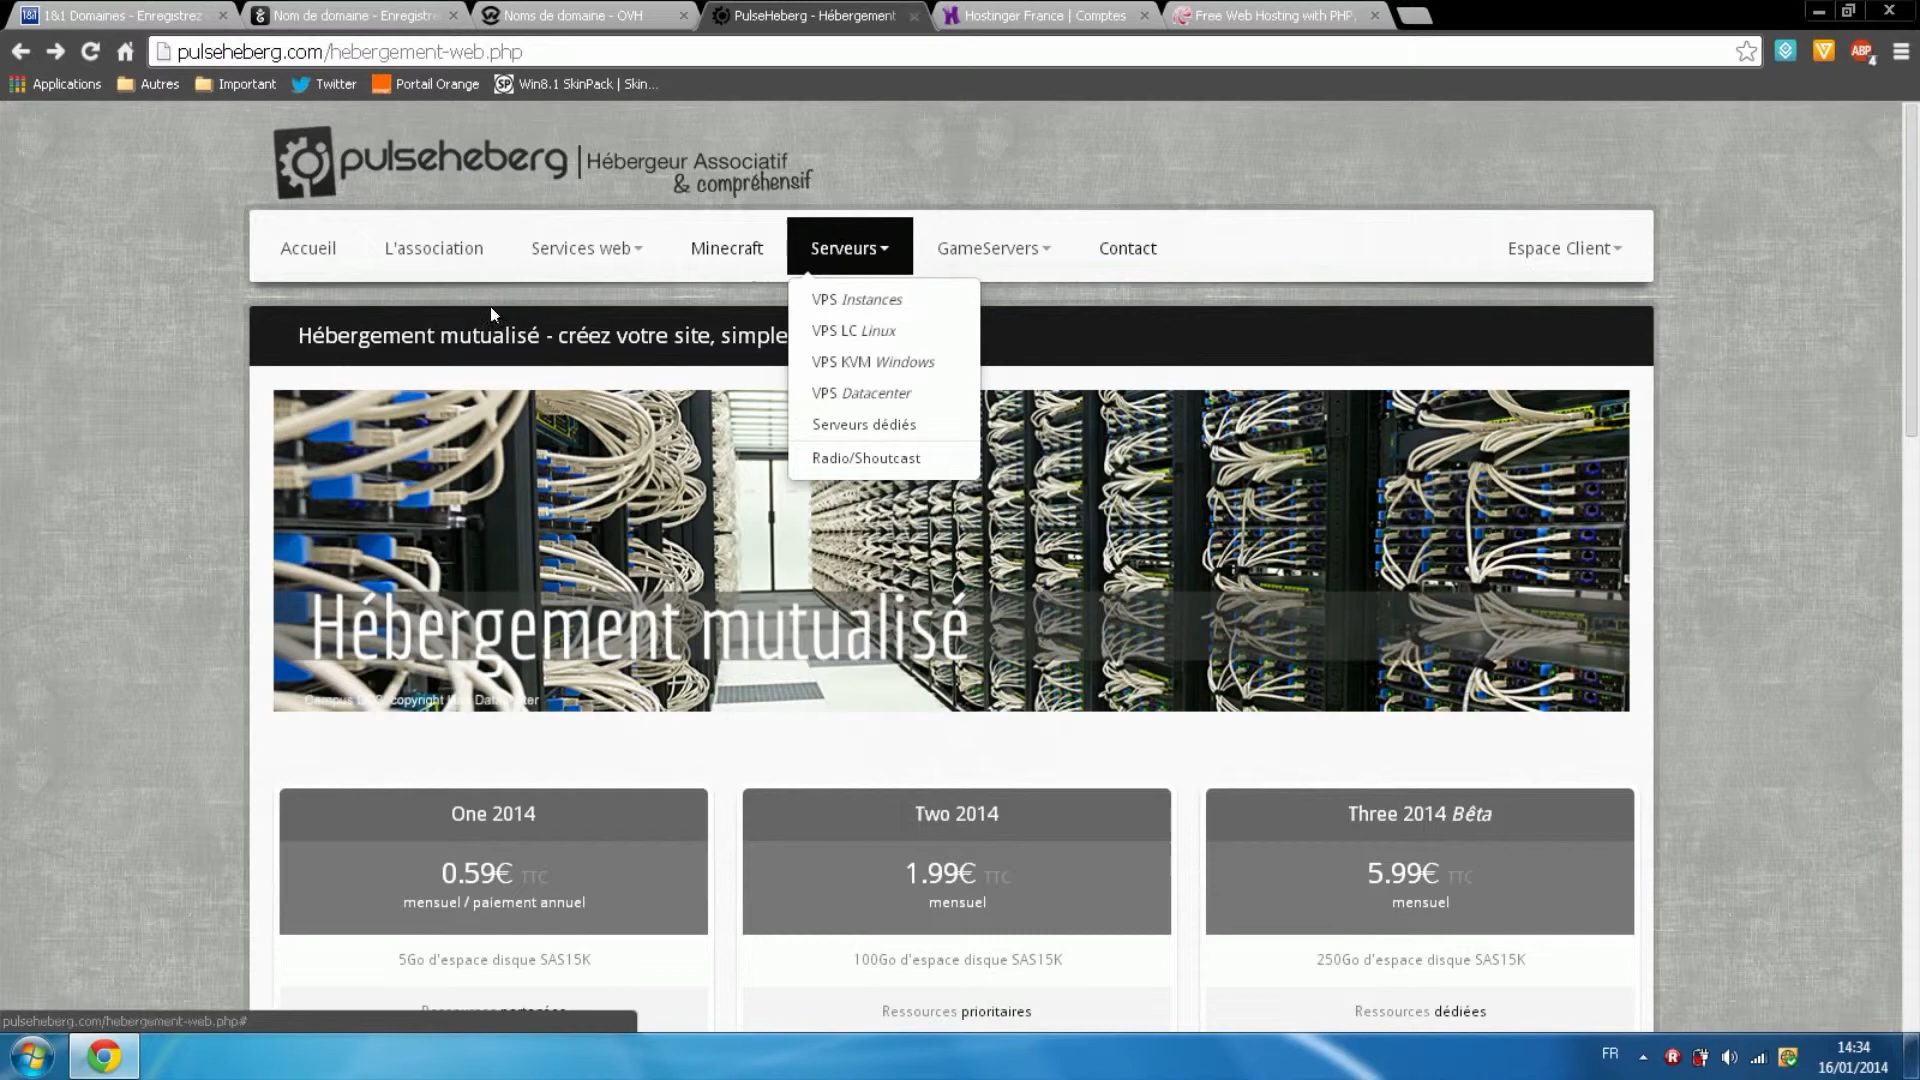 1&1 Domaines - Enregistrez
Nom de domaine - Enregistre
Noms de domaine - OVH
PulseHeberg - Hébergement
Hostinger France | Comptes
Free Web Hosting with PHP,
pulseheberg.com/hebergement-web.php
ABP
4
Applications
Autres
Important
Twitter
Portail Orange
SP
Win8.1 SkinPack | Skin...
pulseheberg
Hébergeur Associatif
& compréhensif
Accueil
L'association
Services web
Minecraft
Serveurs
GameServers
Contact
Espace Client
VPS Instances
VPS LC Linux
VPS KVM Windows
VPS Datacenter
Serveurs dédiés
Radio/Shoutcast
Hébergement mutualisé - créez votre site, simple
Hébergement mutualisé
One 2014
0.59€ TTC
mensuel / paiement annuel
5Go d'espace disque SAS15K
Two 2014
1.99€ TTC
mensuel
100Go d'espace disque SAS15K
Ressources prioritaires
Three 2014 Bêta
5.99€ TTC
mensuel
250Go d'espace disque SAS15K
Ressources dédiées
pulseheberg.com/hebergement-web.php#
FR
14:34
16/01/2014